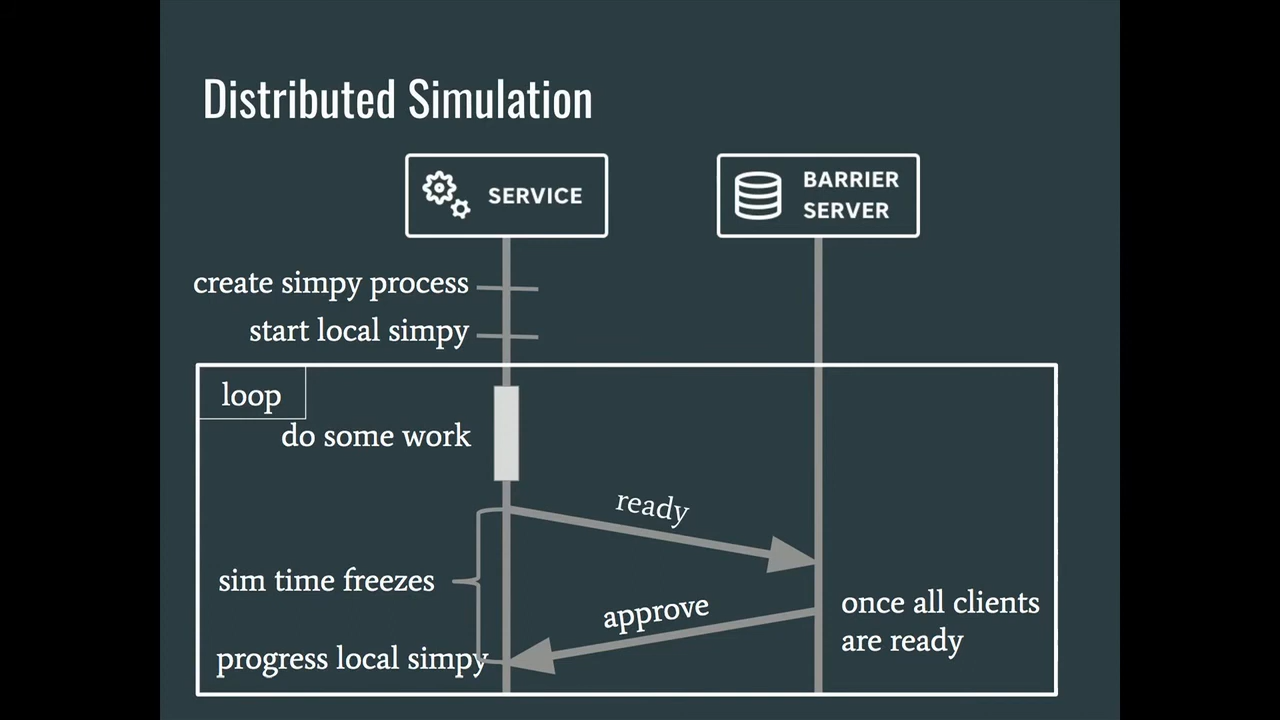 Distributed Simulation
SERVICE
BARRIER
SERVER
create simpy process
start local simpy
loop
do some work
ready
sim time freezes
approve
once all clients
are ready
progress local simpy